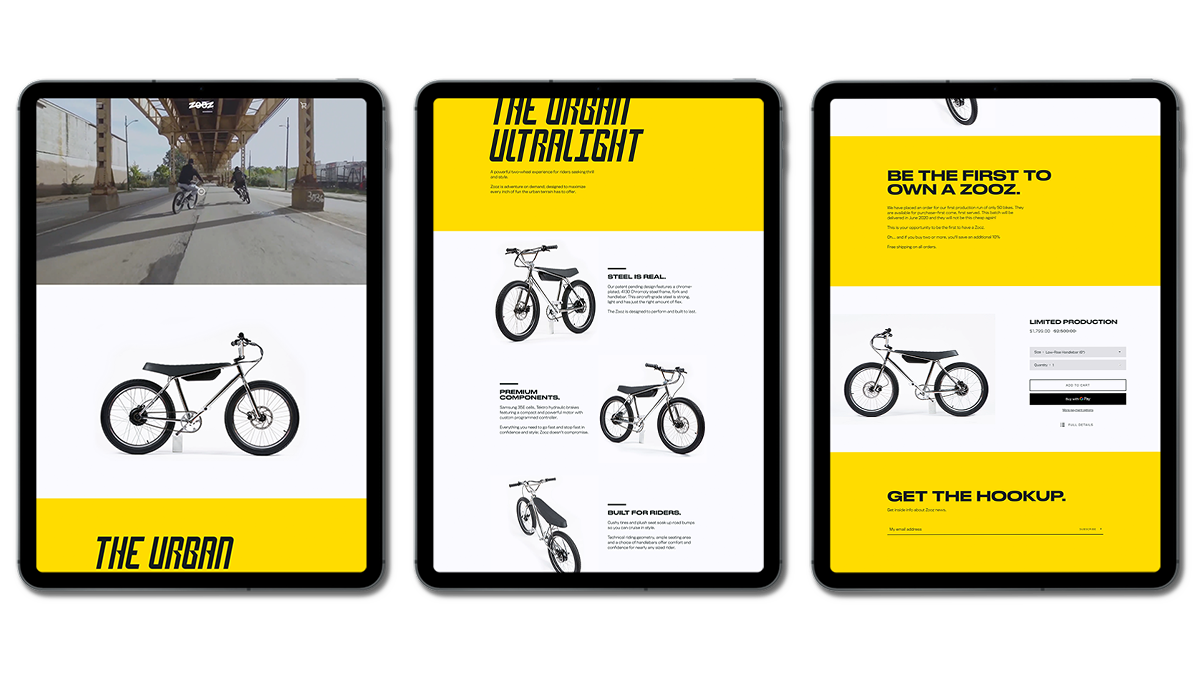 ZOOZ
THE URBAN
THE URBAN
ULTRALIGHT
A powerful two-wheel experience for riders seeking thrill
and style.
Zooz is adventure on demand, designed to maximize
every inch of fun the urban terrain has to offer.
STEEL IS REAL.
Our patent pending design features a chrome-
plated, 4130 Chromoly steel frame, fork and
handlebar. This aircraft-grade steel is strong,
light and has just the right amount of flex.
The Zooz is designed to perform and built to last.
PREMIUM
COMPONENTS.
Samsung 35E cells, Tektro hydraulic brakes
featuring a compact and powerful motor with
custom programmed controller.
Everything you need to go fast and stop fast in
confidence and style. Zooz doesn't compromise.
BUILT FOR RIDERS.
Cushy tires and plush seat soak up road bumps
so you can cruise in style.
Technical riding geometry, ample seating area
and a choice of handlebars offer comfort and
confidence for nearly any sized rider.
BE THE FIRST TO
OWN A ZOOZ.
We have placed an order for our first production run of only 50 bikes. They
are available for purchase-first come, first served. This batch will be
delivered in June 2020 and they will not be this cheap again!
This is your opportunity to be the first to have a Zooz.
Oh... and if you buy two or more, you'll save an additional 10%.
Free shipping on all orders.
LIMITED PRODUCTION
$1,795.00 $2,500.00
Size | Low-Rise Handlebar (6")
Quantity | 1
ADD TO CART
Buy with G Pay
More payment options
FULL DETAILS
GET THE HOOKUP.
Get inside info about Zooz news.
My email address
SUBSCRIBE